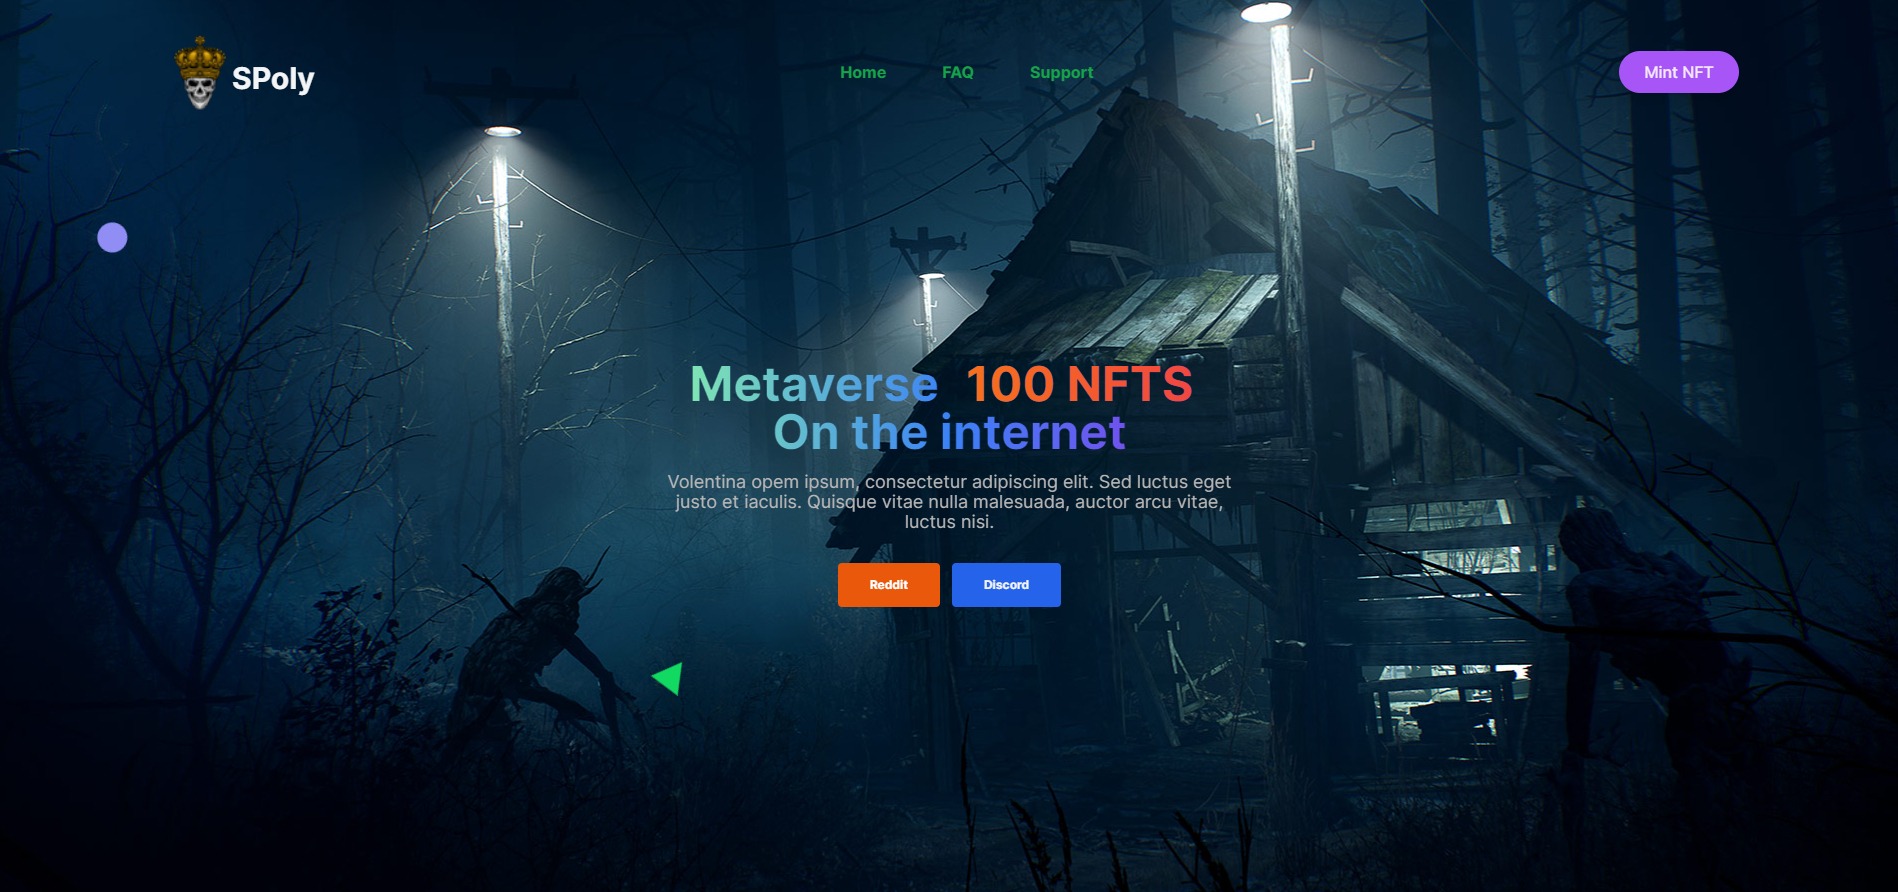 SPoly
Home
FAQ
Support
Mint NFT
Metaverse 100 NFTS
On the internet
Volentina opem ipsum, consectetur adipiscing elit. Sed luctus eget
justo et iaculis. Quisque vitae nulla malesuada, auctor arcu vitae,
luctus nisi.
Reddit
Discord